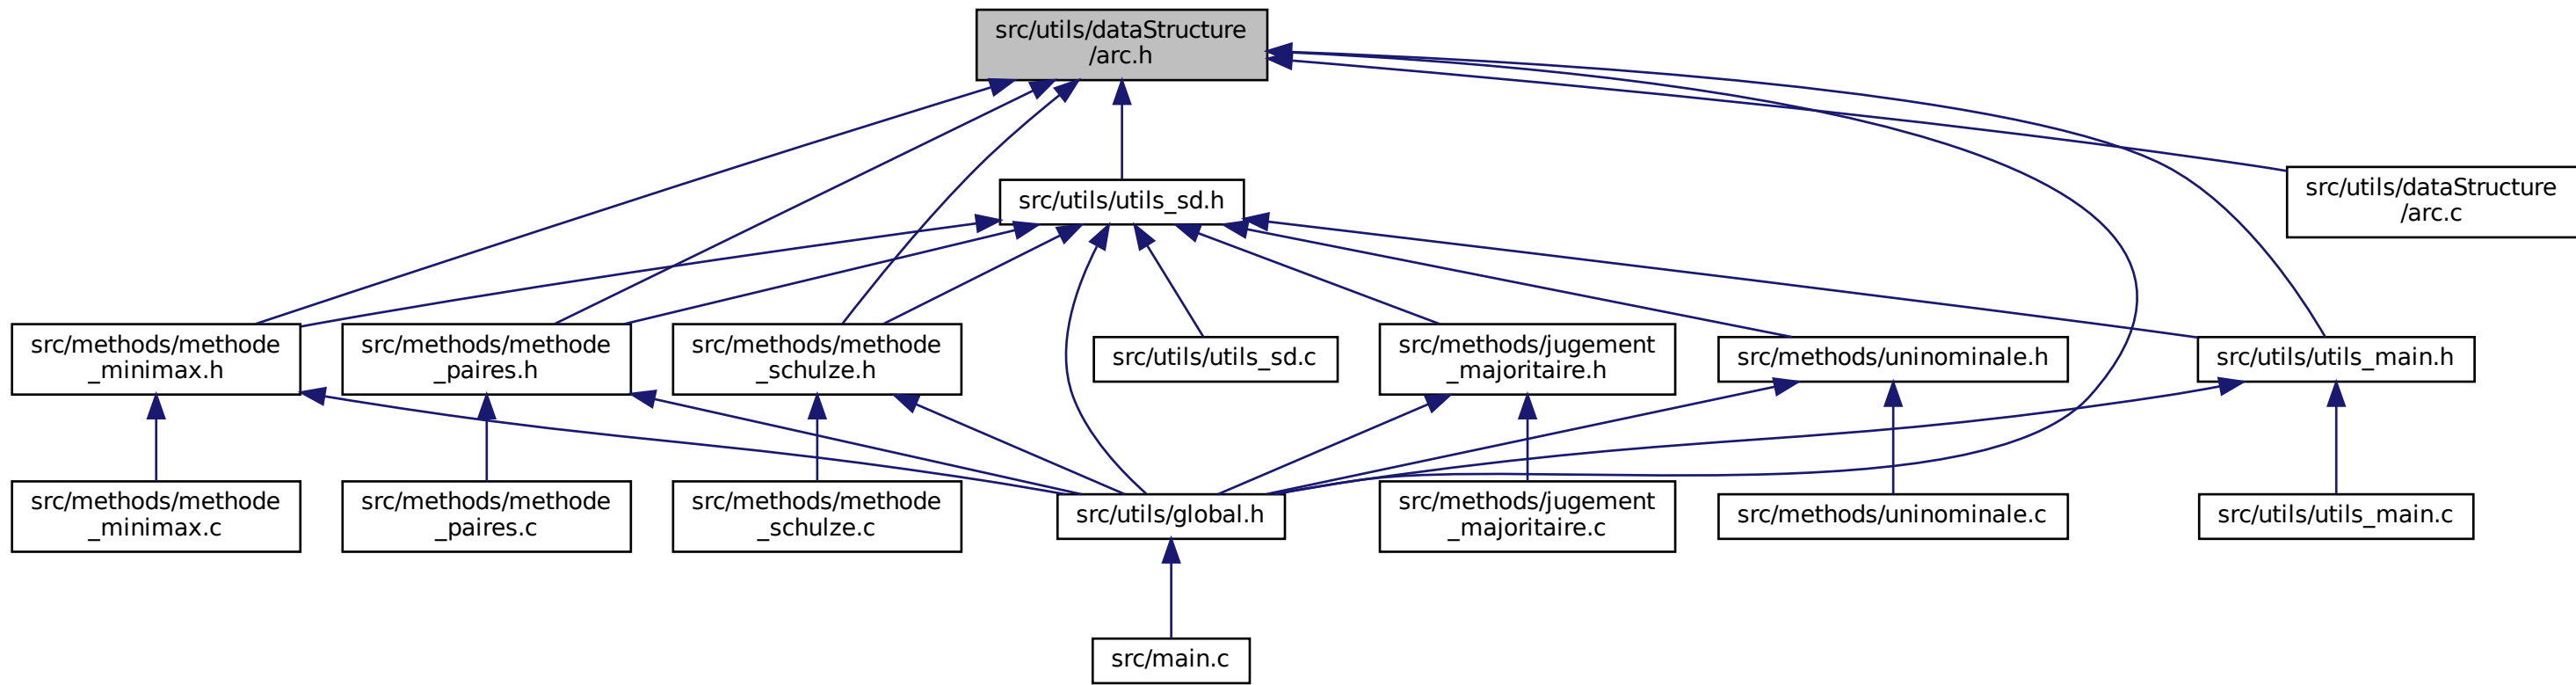 src/utils/dataStructure
/arc.h
src/utils/dataStructure
/arc.c
src/utils/utils_sd.h
src/methods/methode
_minimax.h
src/methods/methode
_paires.h
src/methods/methode
_schulze.h
src/utils/utils_sd.c
src/methods/jugement
_majoritaire.h
src/methods/uninominale.h
src/utils/utils_main.h
src/methods/methode
_minimax.c
src/methods/methode
_paires.c
src/methods/methode
_schulze.c
src/utils/global.h
src/methods/jugement
_majoritaire.c
src/methods/uninominale.c
src/utils/utils_main.c
src/main.c